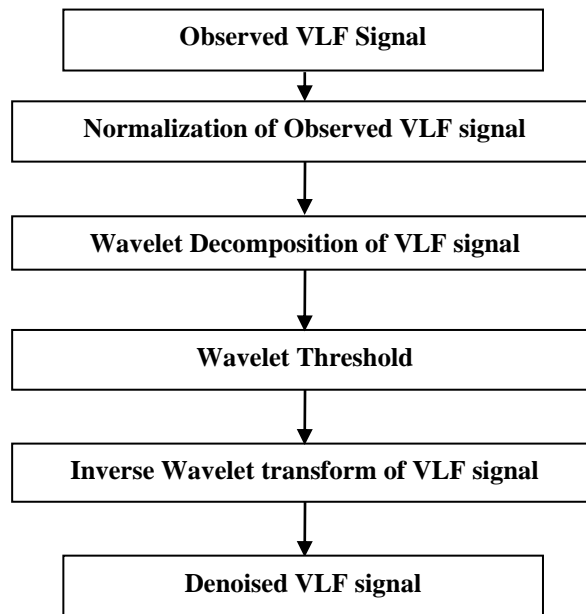 Observed VLF Signal
Normalization of Observed VLF signal
Wavelet Decomposition of VLF signal
Wavelet Threshold
Inverse Wavelet transform of VLF signal
Denoised VLF signal